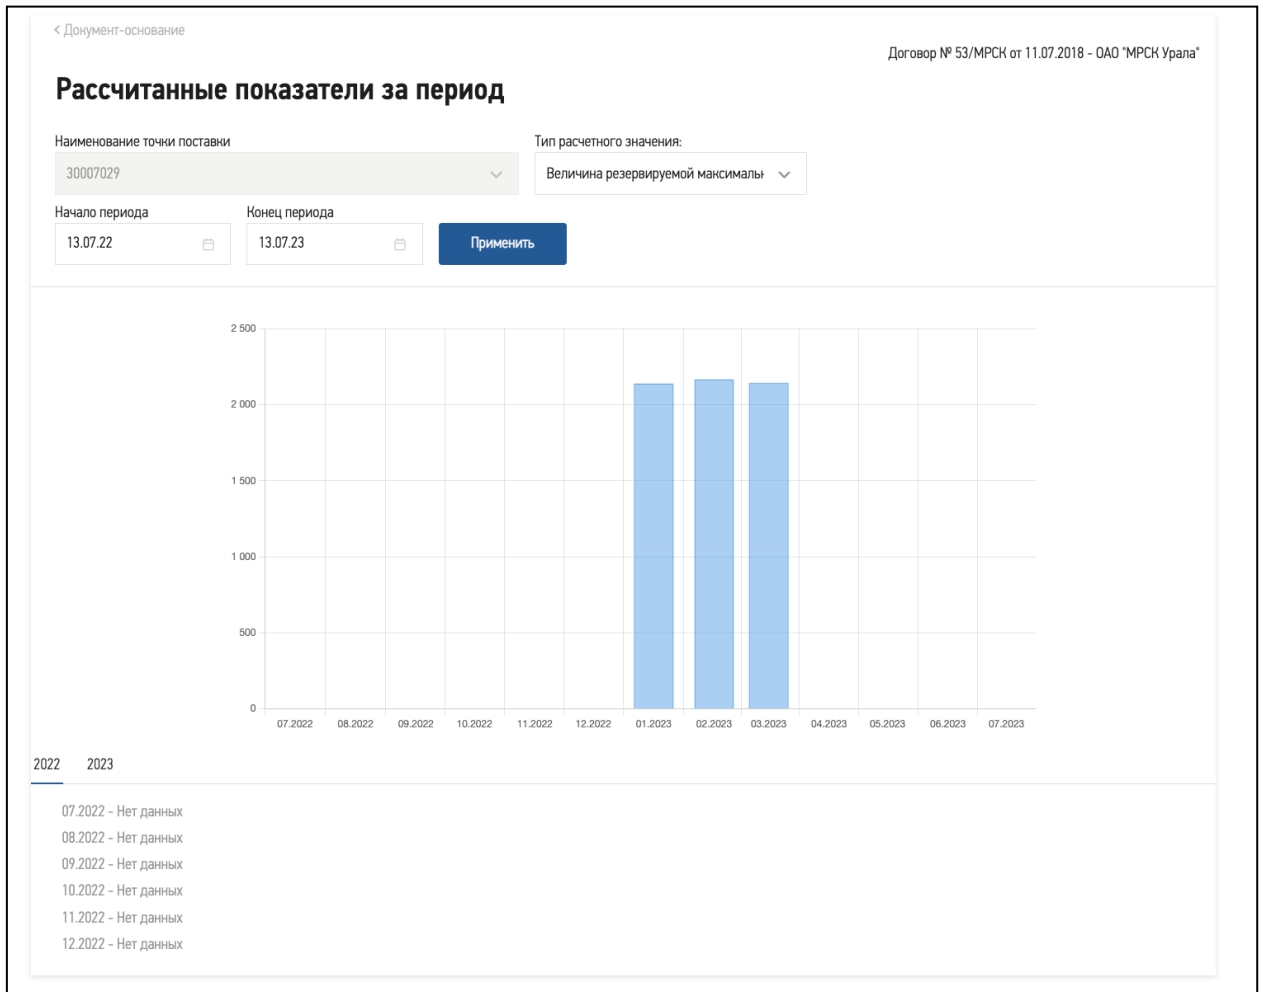 < Документ-основание
Договор № 53/МРСК от 11.07.2018 - ОАО "МРСК Урала"
Рассчитанные показатели за период
Наименование точки поставки
Тип расчетного значения:
30007029
Величина резервируемой максималь
Начало периода
Конец периода
13.07.22
13.07.23
Применить
2 500
2 000
1 500
1 000
500
0
07.2022 08.2022 09.2022 10.2022 11.2022 12.2022 01.2023 02.2023 03.2023 04.2023 05.2023 06.2023 07.2023
2022 2023
07.2022 - Нет данных
08.2022 - Нет данных
09.2022 - Нет данных
10.2022 - Нет данных
11.2022 - Нет данных
12.2022 - Нет данных